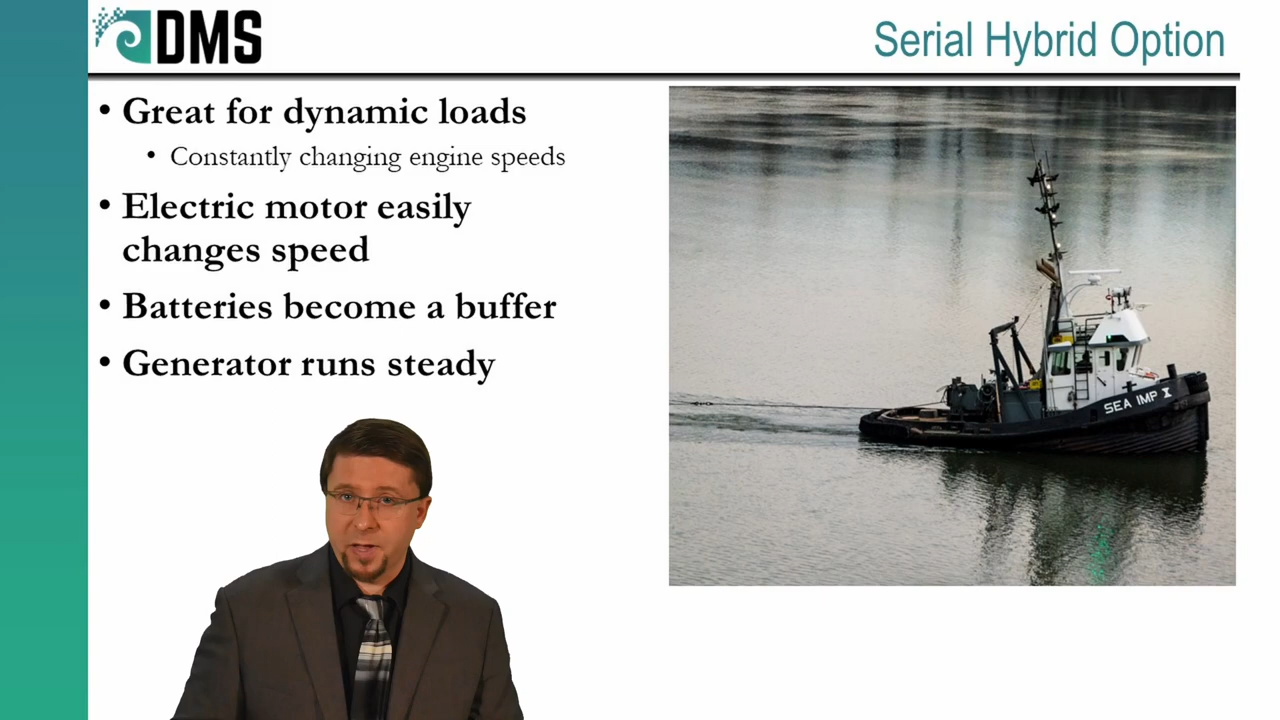 DMS
Serial Hybrid Option
• Great for dynamic loads
• Constantly changing engine speeds
• Electric motor easily
changes speed
• Batteries become a buffer
• Generator runs steady
SEA IMP X